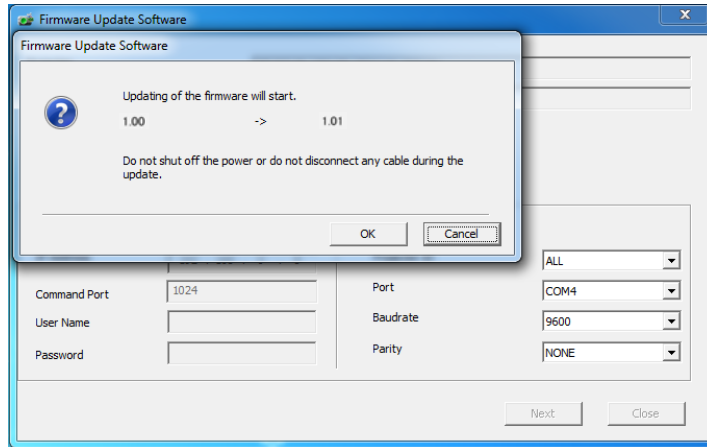 Firmware Update Software
x
Firmware Update Software
Updating of the firmware will start.
1.00 -> 1.01
Do not shut off the power or do not disconnect any cable during the
update.
OK Cancel
ALL
Command Port 1024
Port COM4
User Name
Baudrate 9600
Password
Parity NONE
Next Close